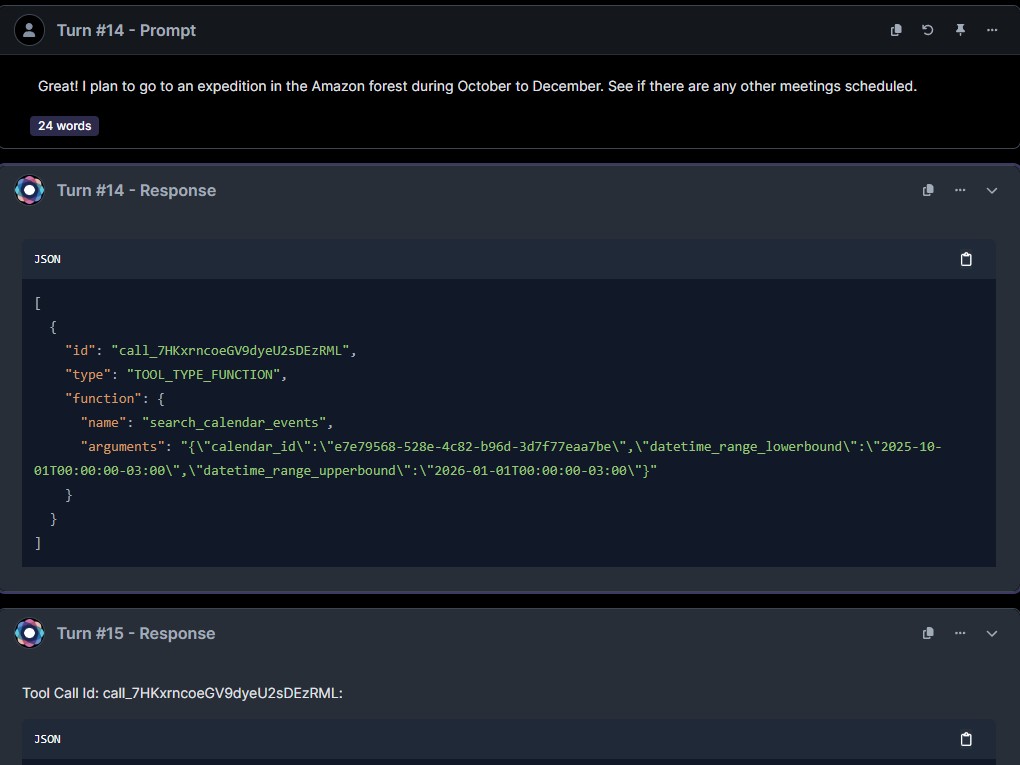 Turn #14 - Prompt
Great! I plan to go to an expedition in the Amazon forest during October to December. See if there are any other meetings scheduled.
24 words
Turn #14 - Response
JSON
[
{
"id": "call_7HKxrncoeGV9dyeU2sDEzRML",
"type": "TOOL_TYPE_FUNCTION",
"function": {
"name": "search_calendar_events",
"arguments": "{\"calendar_id\":\"e7e79568-528e-4c82-b96d-3d7f77eaa7be\",\"datetime_range_lowerbound\":\"2025-10-
01T00:00:00-03:00\",\"datetime_range_upperbound\":\"2026-01-01T00:00:00-03:00\"}"
}
}
]
Turn #15 - Response
Tool Call Id: call_7HKxrncoeGV9dyeU2sDEzRML:
JSON